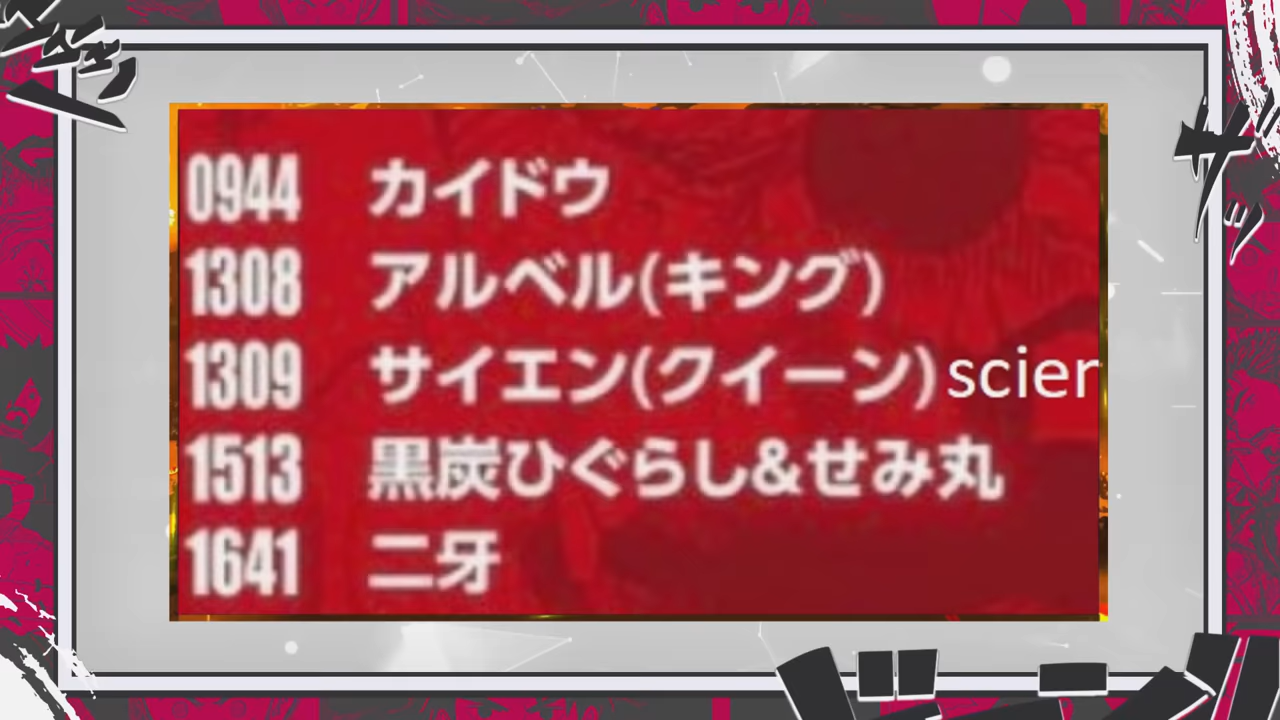 0944 カイドウ
1308 アルベル(キング)
1309 サイエン(クイーン) scier
1513 黒炭ひぐらし&せみ丸
1641 二牙